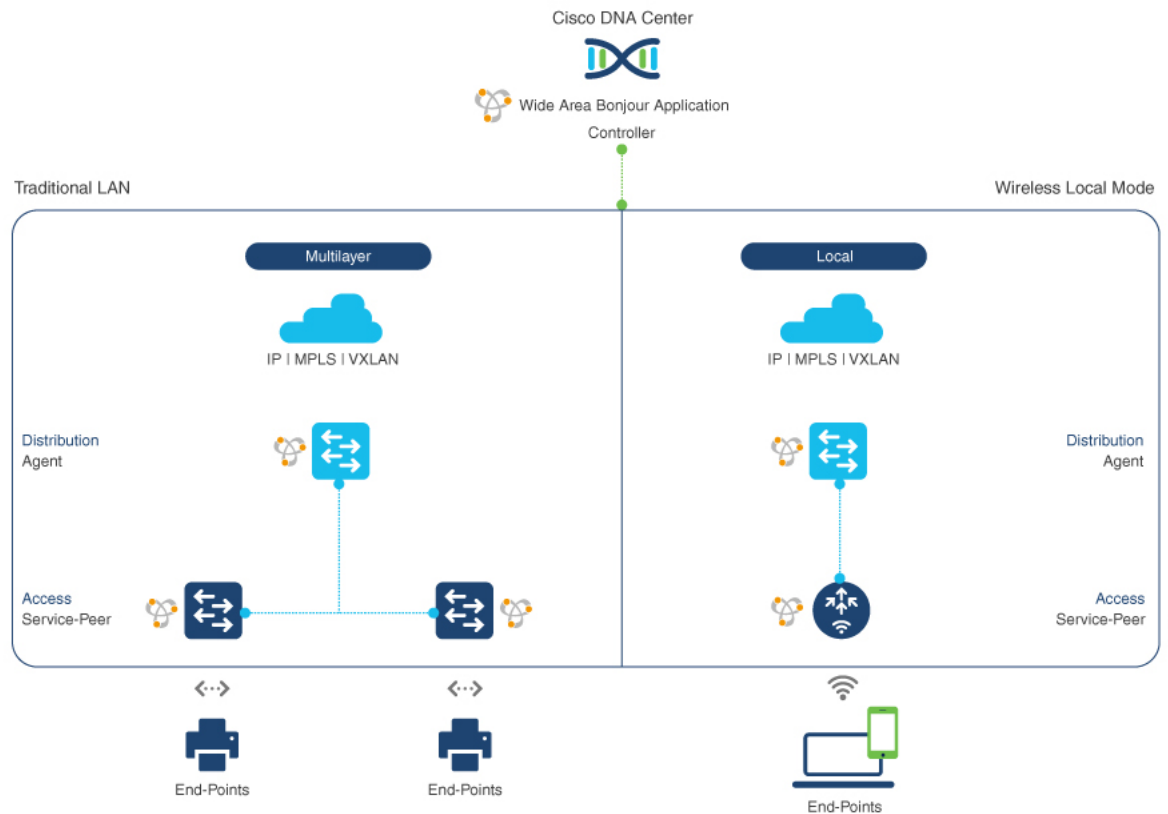 Cisco DNA Center
Wide Area Bonjour Application
Controller
Traditional LAN
Wireless Local Mode
Multilayer
Local
IP | MPLS | VXLAN
IP | MPLS | VXLAN
Distribution
Agent
Distribution
Agent
Access
Service-Peer
Access
Service-Peer
End-Points
End-Points
End-Points